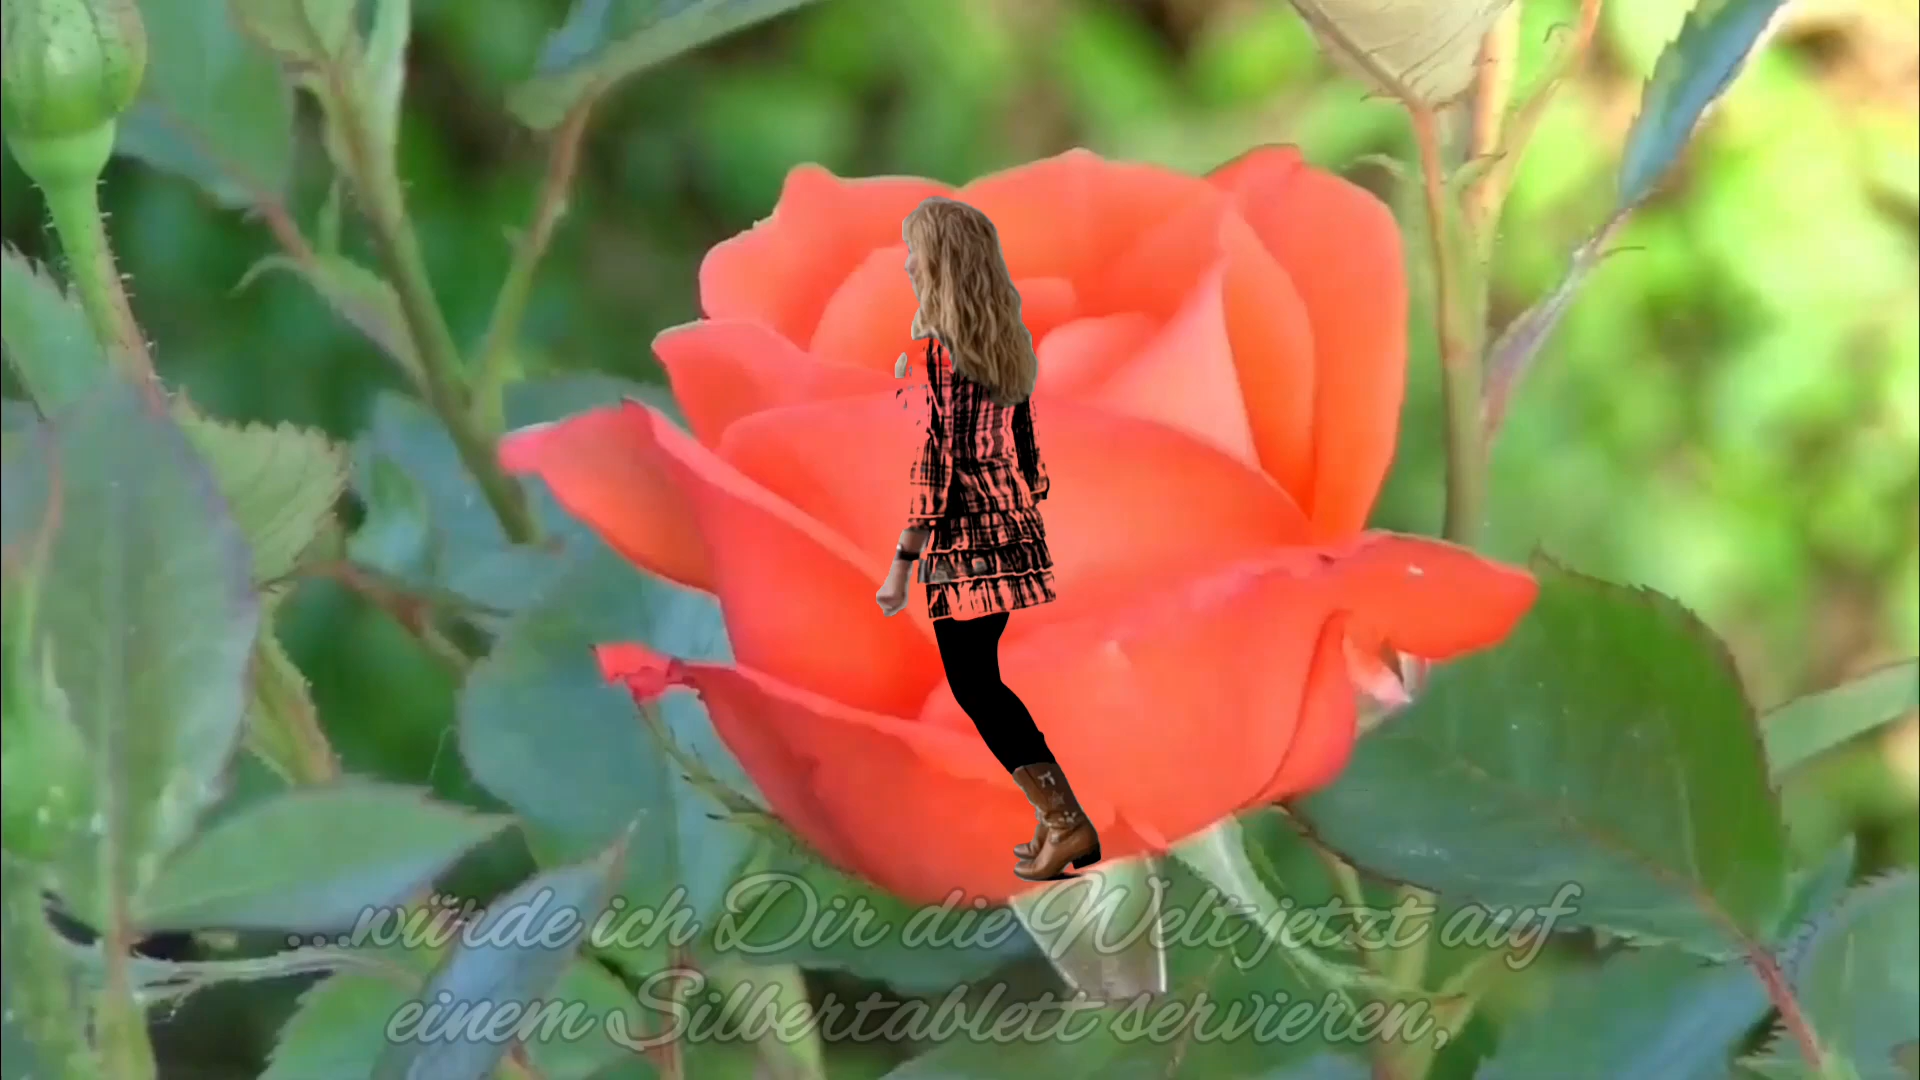 ...würde ich Dir die Welt jetzt auf
einem Silbertablett servieren,